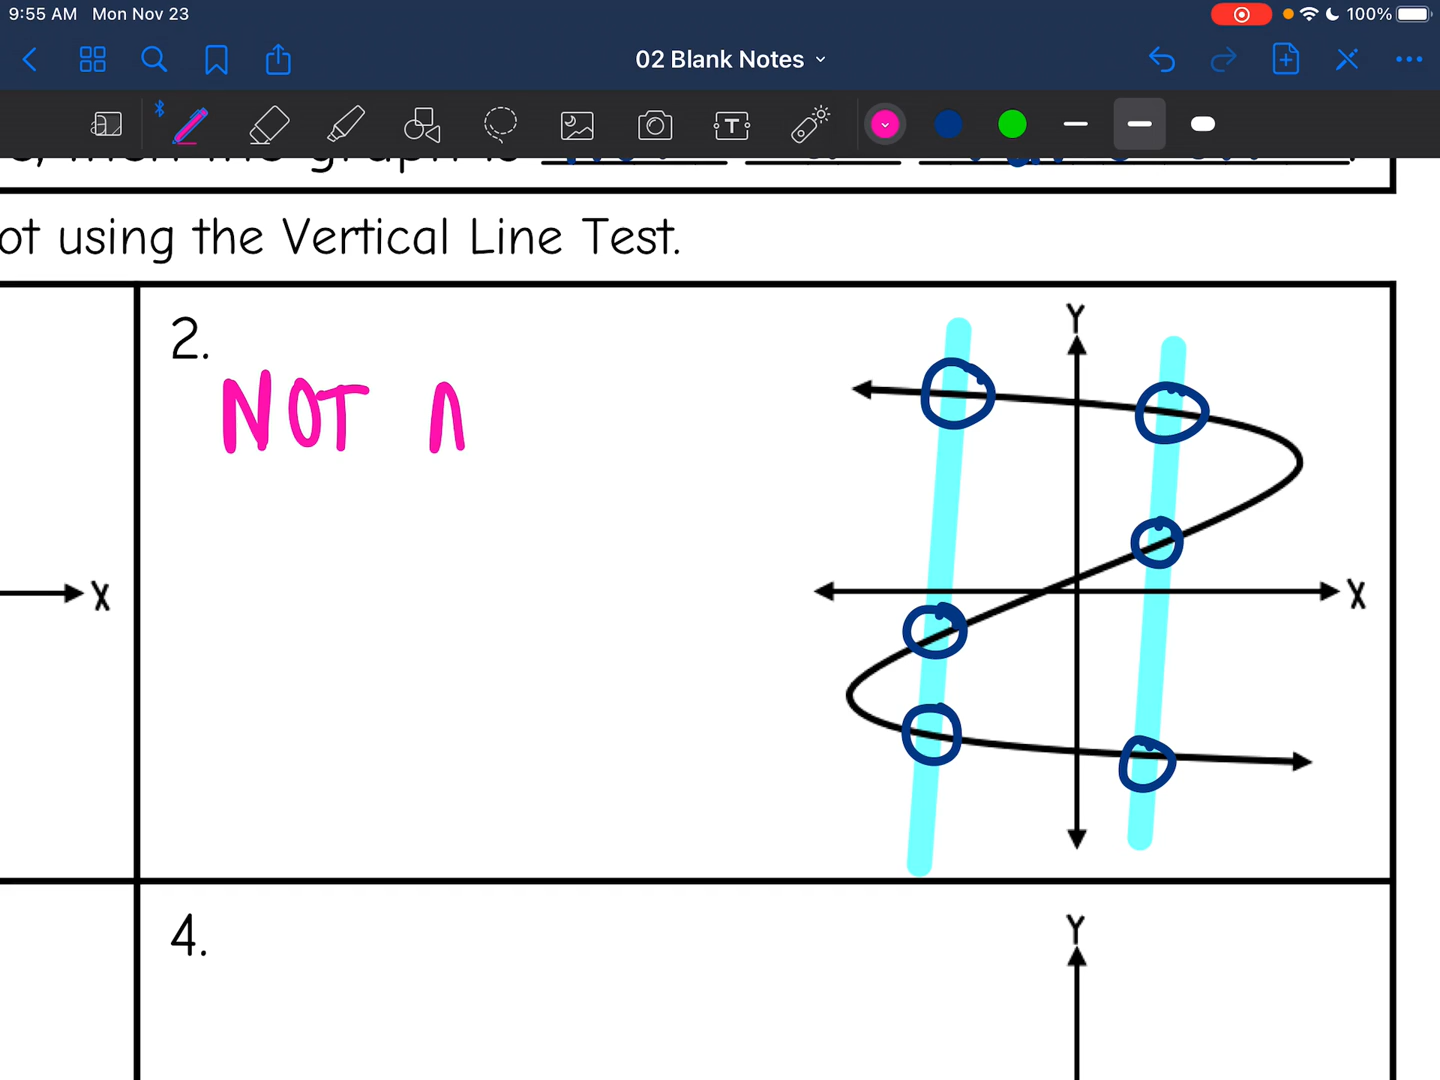 9:55 AM Mon Nov 23
100%
02 Blank Notes
T
ot using the Vertical Line Test.
2.
Y
NOT
X
X
4.
Y